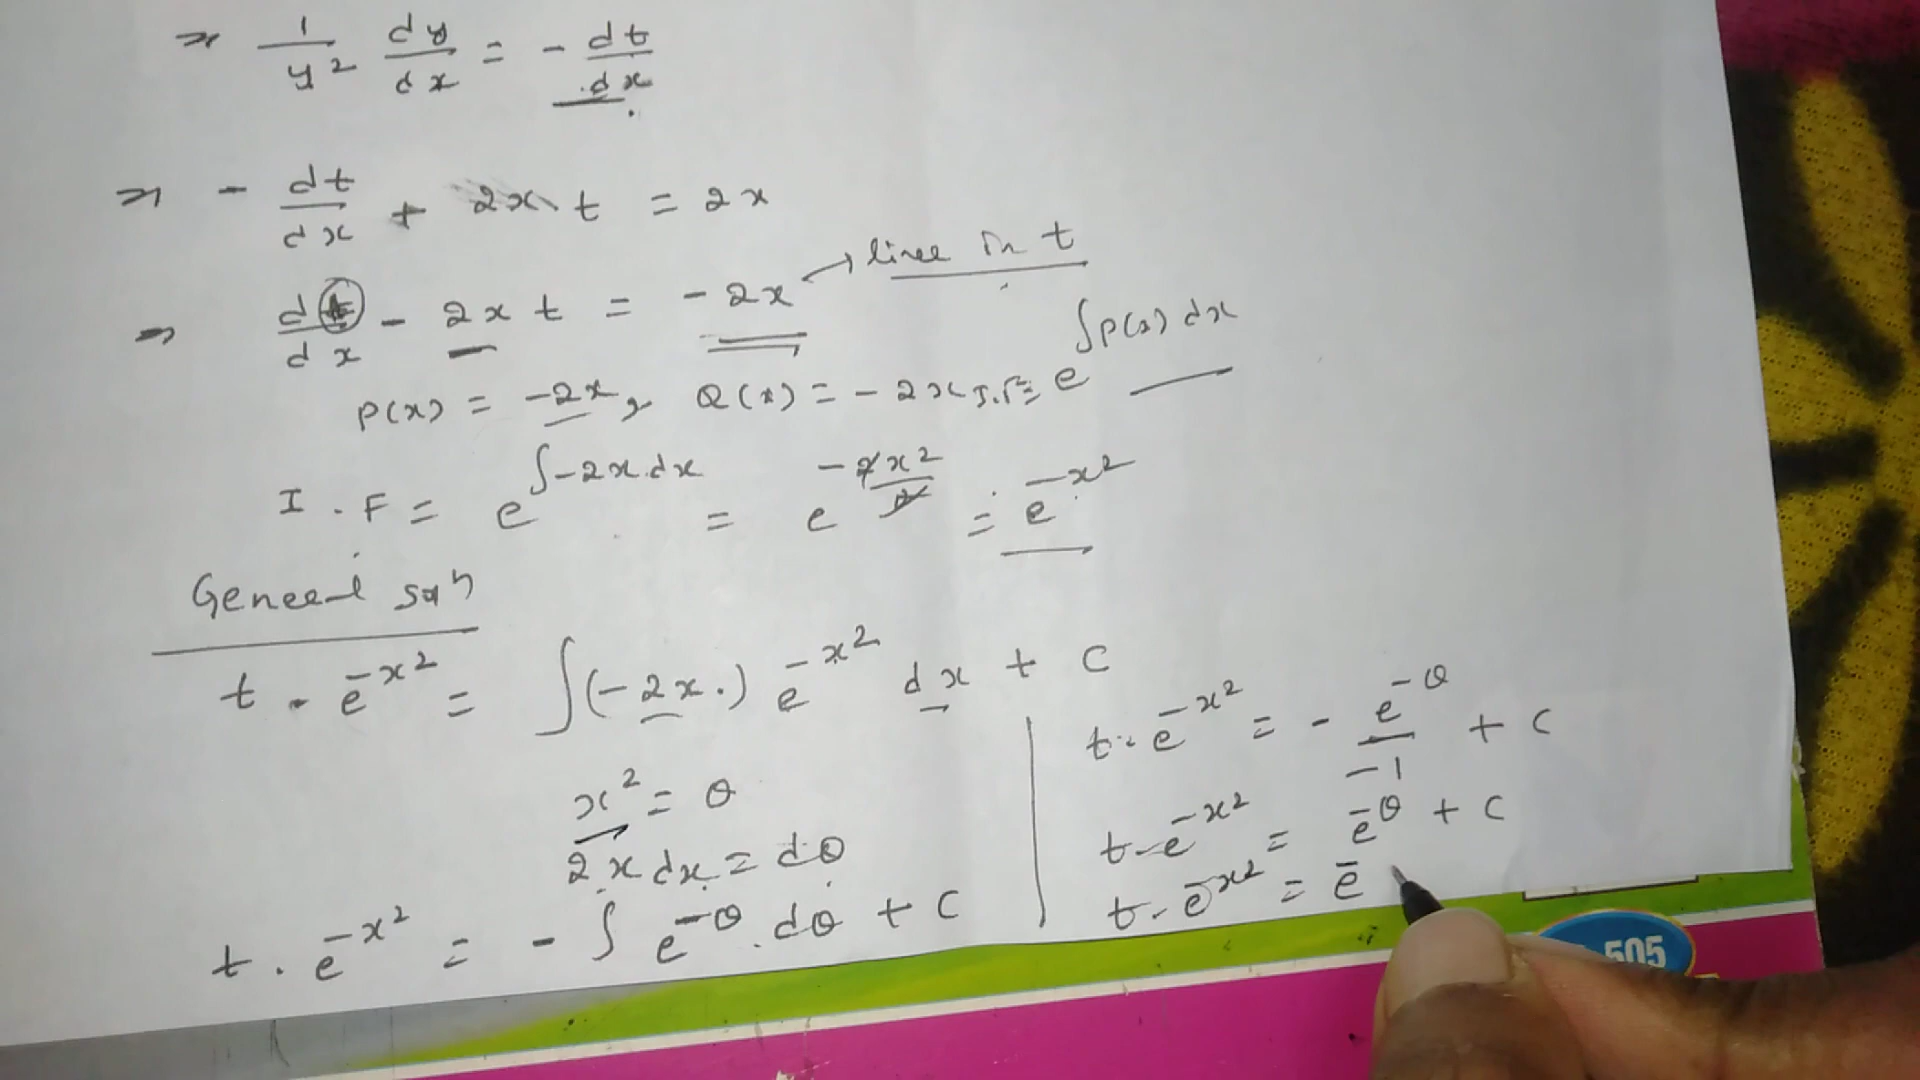 ⇒ 1/y² dy/dx = - dt/dx
⇒ - dt/dx + 2x.t = 2x
⇒ dt/dx - 2x t = -2x → linee in t
P(x) = -2x, Q(x) = -2x I.F = e^∫P(x) dx
I.F = e^∫-2x.dx = e^-2x²/2 = e^-x²
Geneeal soln
t. e^-x² = ∫(-2x.) e^-x² dx + C
x² = θ
2x dx = dθ
t. e^-x² = - ∫ e^-θ .dθ + C
t. e^-x² = - e^-θ/-1 + C
t. e^-x² = e^-θ + C
t. e^-x² = e^-
505